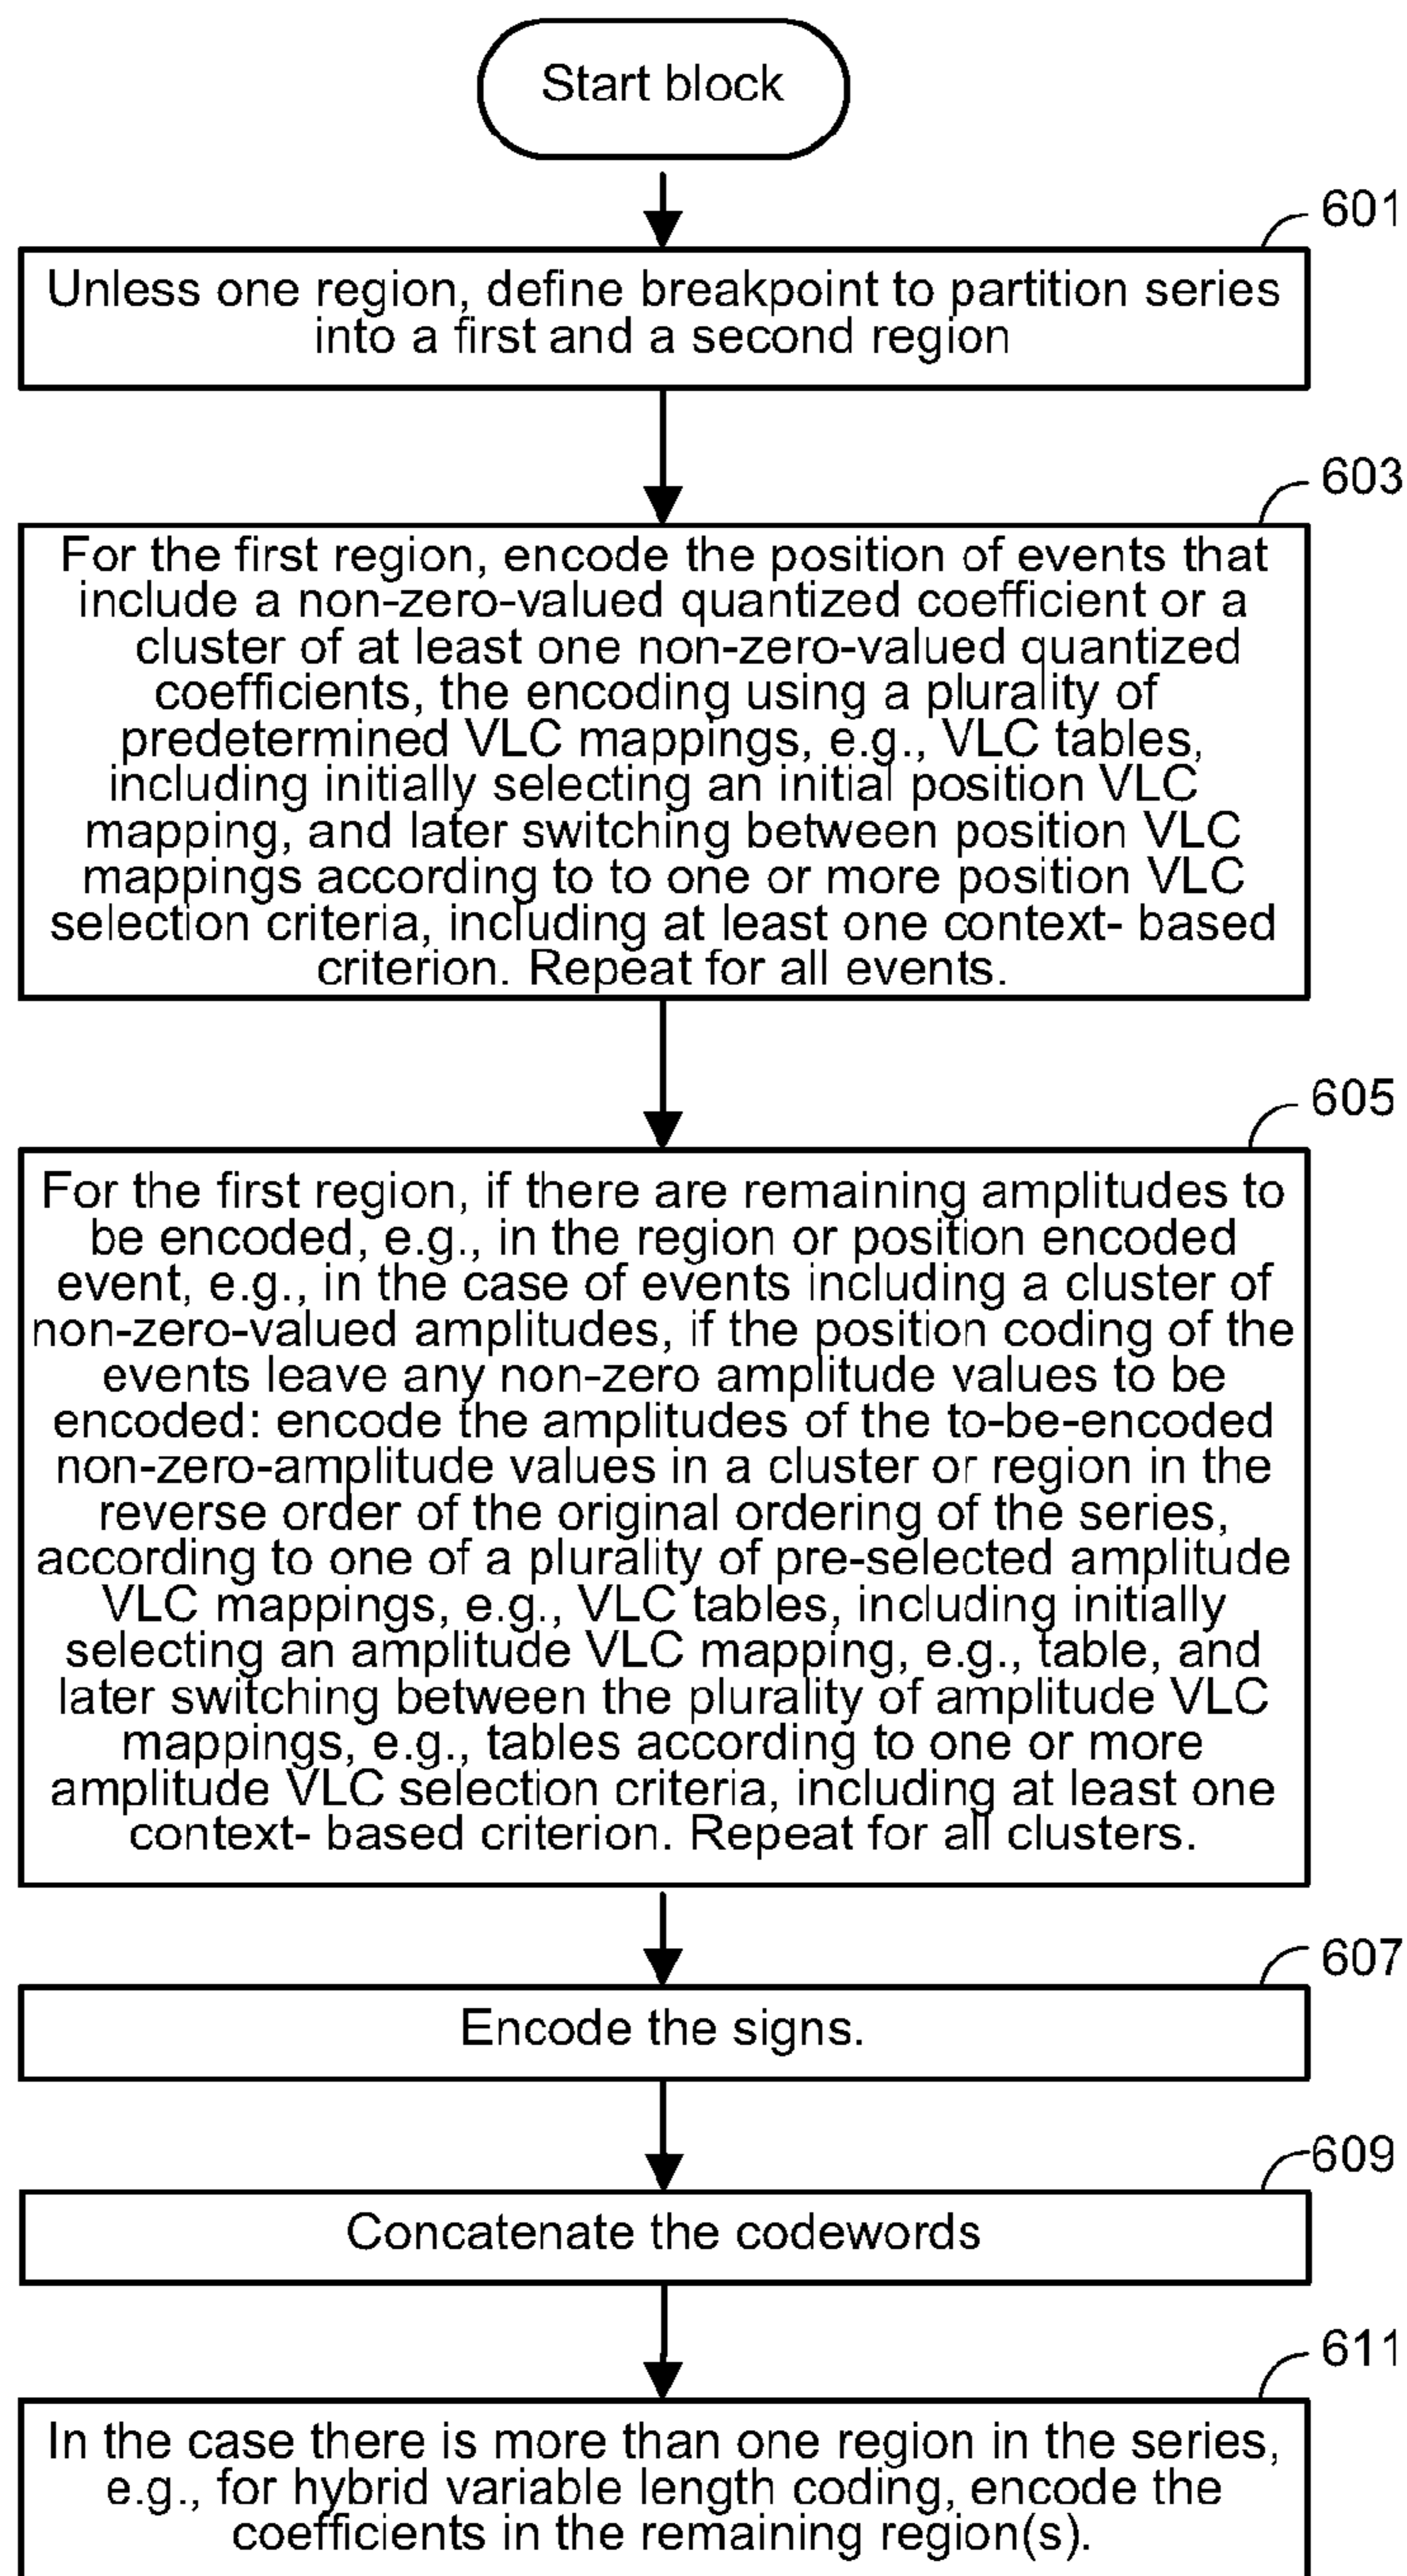 Start block
601
Unless one region, define breakpoint to partition series
into a first and a second region
603
For the first region, encode the position of events that
include a non-zero-valued quantized coefficient or a
cluster of at least one non-zero-valued quantized
coefficients, the encoding using a plurality of
predetermined VLC mappings, e.g., VLC tables,
including initially selecting an initial position VLC
mapping, and later switching between position VLC
mappings according to to one or more position VLC
selection criteria, including at least one context- based
criterion. Repeat for all events.
605
For the first region, if there are remaining amplitudes to
be encoded, e.g., in the region or position encoded
event, e.g., in the case of events including a cluster of
non-zero-valued amplitudes, if the position coding of the
events leave any non-zero amplitude values to be
encoded: encode the amplitudes of the to-be-encoded
non-zero-amplitude values in a cluster or region in the
reverse order of the original ordering of the series,
according to one of a plurality of pre-selected amplitude
VLC mappings, e.g., VLC tables, including initially
selecting an amplitude VLC mapping, e.g., table, and
later switching between the plurality of amplitude VLC
mappings, e.g., tables according to one or more
amplitude VLC selection criteria, including at least one
context- based criterion. Repeat for all clusters.
607
Encode the signs.
609
Concatenate the codewords
611
In the case there is more than one region in the series,
e.g., for hybrid variable length coding, encode the
coefficients in the remaining region(s).